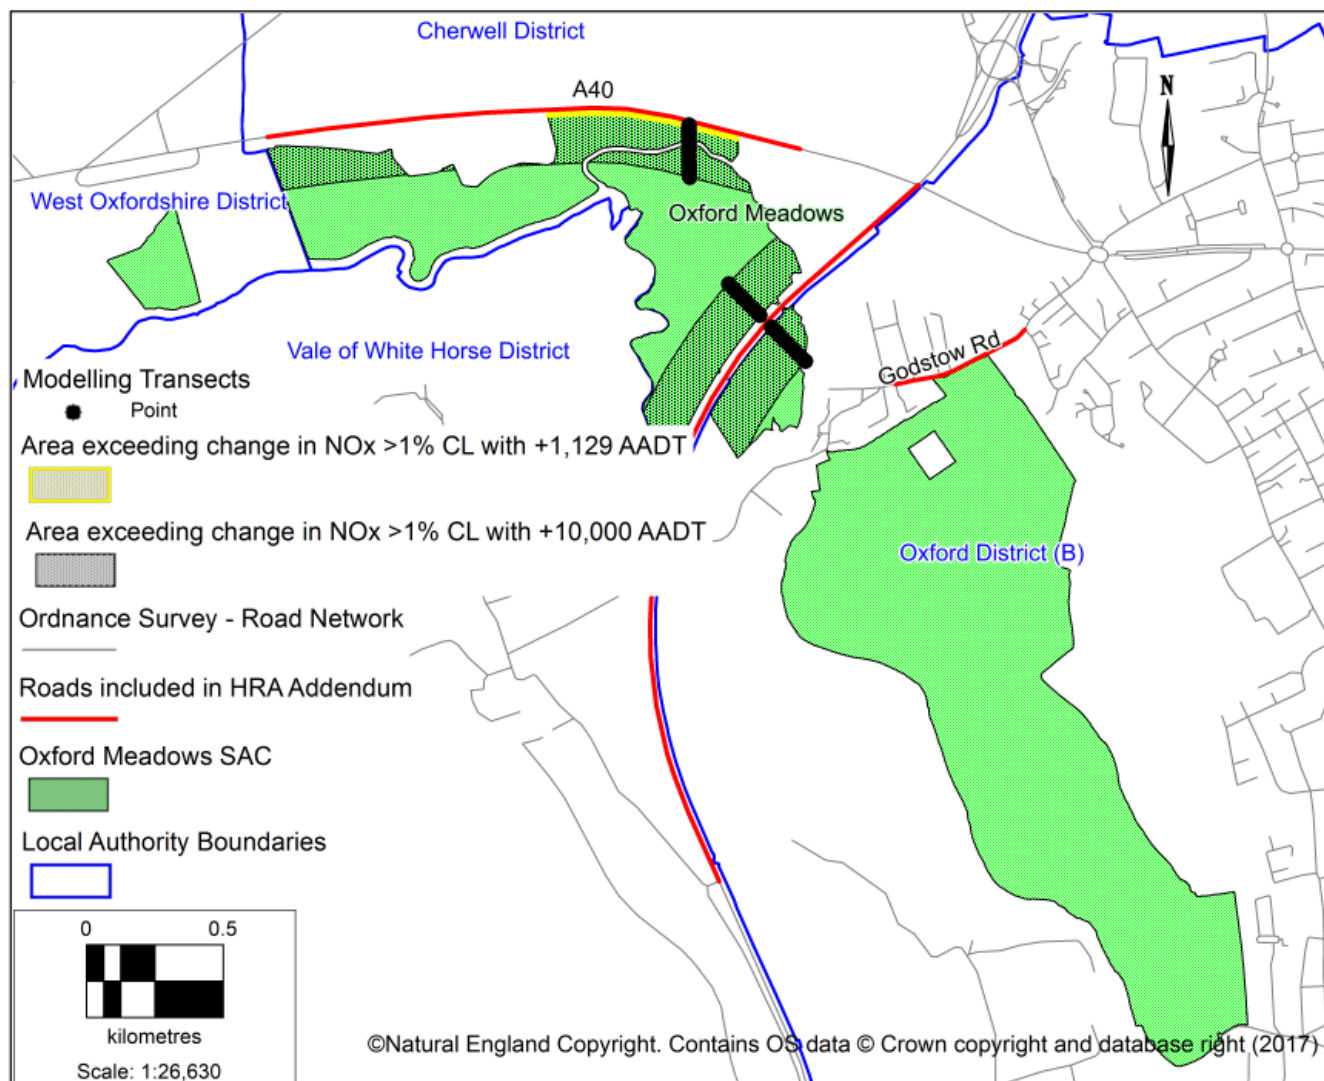 Cherwell District
A40
N
West Oxfordshire District
Oxford Meadows
Vale of White Horse District
Godstow Rd
Modelling Transects
Point
Area exceeding change in NOx >1% CL with +1,129 AADT
Area exceeding change in NOx >1% CL with +10,000 AADT
Oxford District (B)
Ordnance Survey - Road Network
Roads included in HRA Addendum
Oxford Meadows SAC
Local Authority Boundaries
0 0.5
kilometres
Scale: 1:26,630
©Natural England Copyright. Contains OS data © Crown copyright and database right (2017)